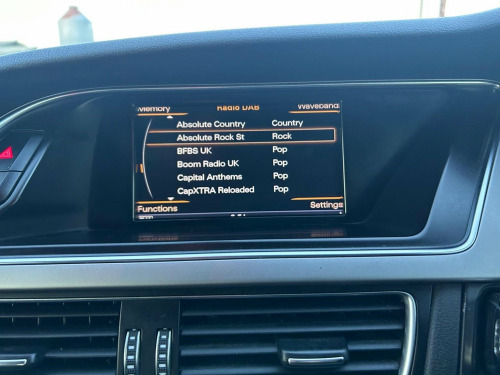 Memory Radio DAB Waveband
Absolute Country Country
Absolute Rock St Rock
BFBS UK Pop
Boom Radio UK Pop
Capital Anthems Pop
CapXTRA Reloaded Pop
Functions Settings